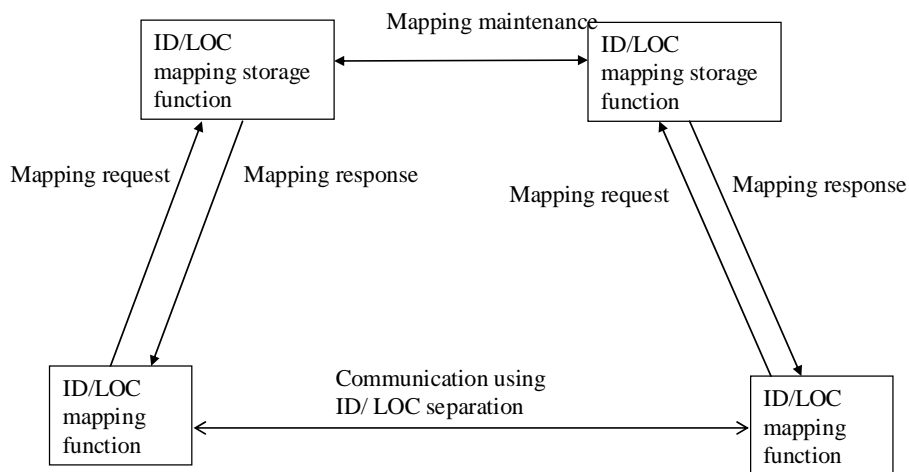 Mapping maintenance
ID/LOC
mapping storage
function
ID/LOC
mapping storage
function
Mapping request
Mapping response
Mapping request
Mapping response
ID/LOC
mapping
function
Communication using
ID/ LOC separation
ID/LOC
mapping
function